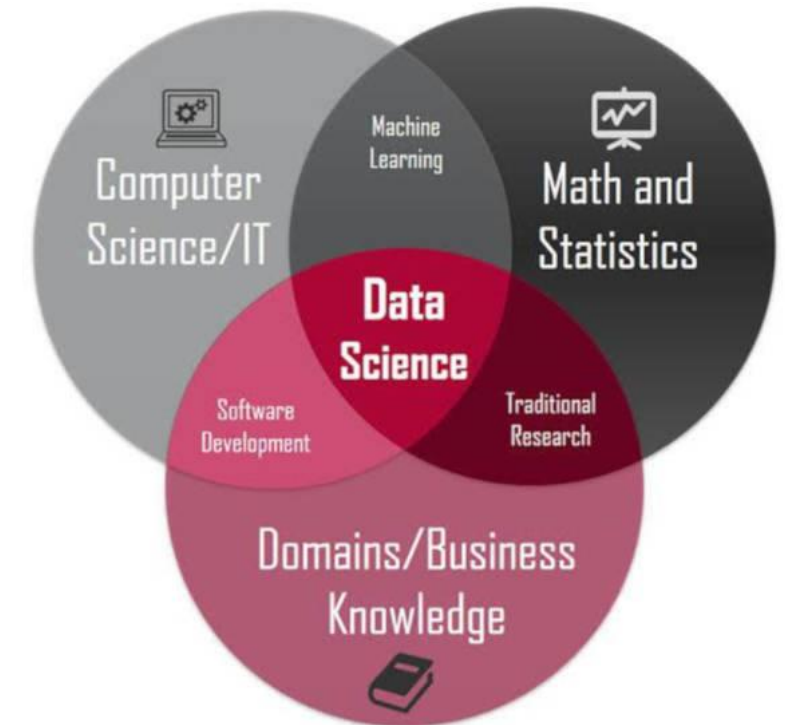 Machine
Learning
Computer
Science/IT
Math and
Statistics
Data
Science
Software
Development
Traditional
Research
Domains/Business
Knowledge